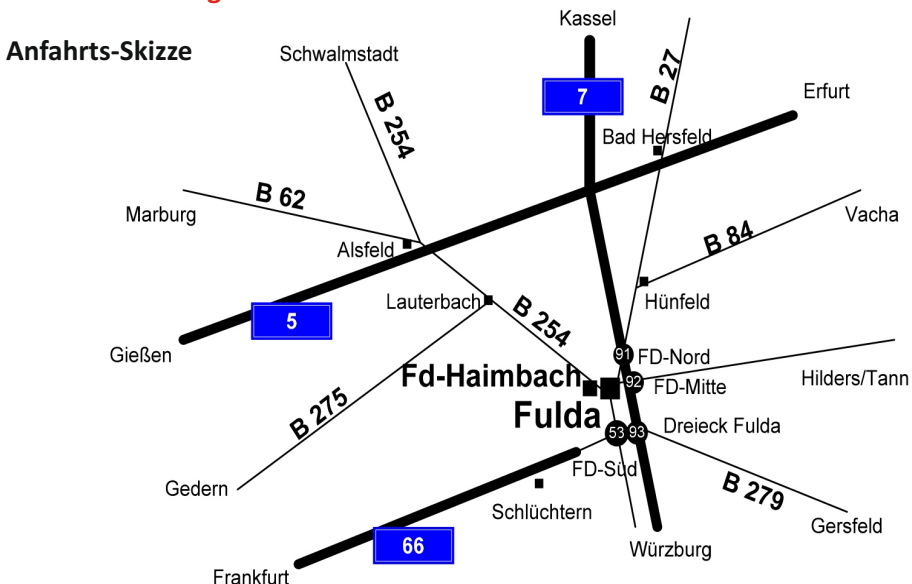 Kassel
Anfahrts-Skizze
Schwalmstadt
B 27
7
Erfurt
B 254
Bad Hersfeld
B 62
Marburg
Vacha
B 84
Alsfeld
Lauterbach
Hünfeld
5
B 254
Gießen
91 FD-Nord
Fd-Haimbach
92 FD-Mitte
Hilders/Tann
B 275
Fulda
53 93 Dreieck Fulda
FD-Süd
Gedern
B 279
Schlüchtern
Gersfeld
66
Würzburg
Frankfurt